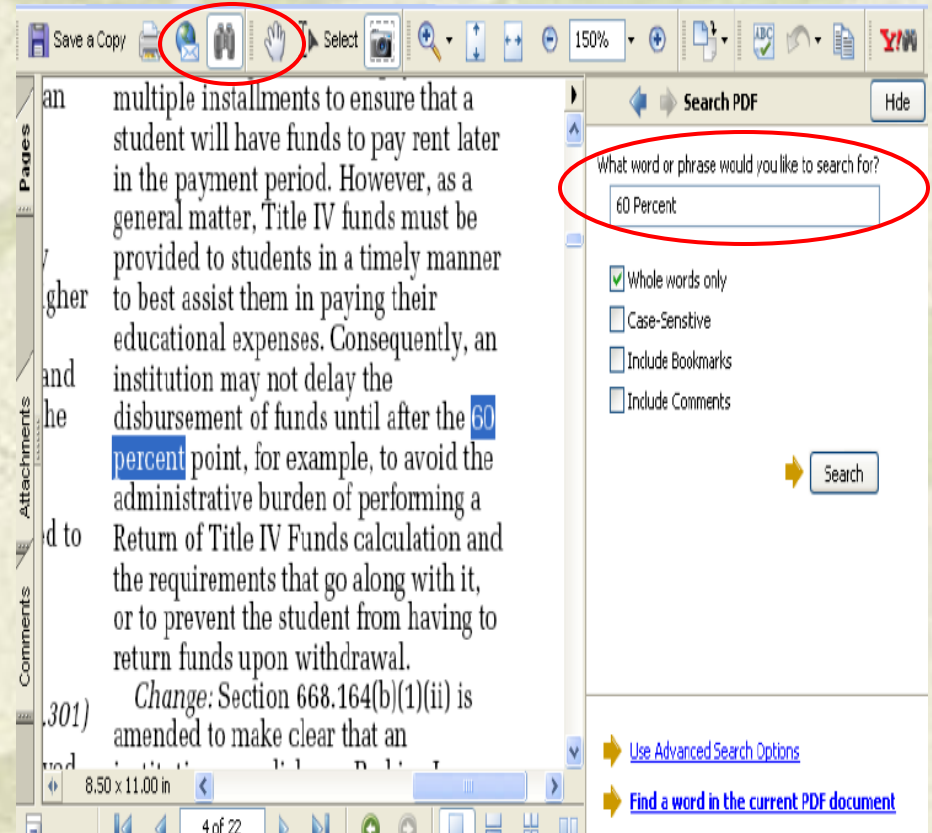 Save a Copy
Select
150%
ABC
Y!
Pages
Attachments
Comments
an
y
gher
and
he
d to
.301)
multiple installments to ensure that a
student will have funds to pay rent later
in the payment period. However, as a
general matter, Title IV funds must be
provided to students in a timely manner
to best assist them in paying their
educational expenses. Consequently, an
institution may not delay the
disbursement of funds until after the 60
percent point, for example, to avoid the
administrative burden of performing a
Return of Title IV Funds calculation and
the requirements that go along with it,
or to prevent the student from having to
return funds upon withdrawal.
Change: Section 668.164(b)(1)(ii) is
amended to make clear that an
8.50 x 11.00 in
4 of 22
Search PDF
Hide
What word or phrase would you like to search for?
60 Percent
Whole words only
Case-Sensitive
Include Bookmarks
Include Comments
Search
Use Advanced Search Options
Find a word in the current PDF document